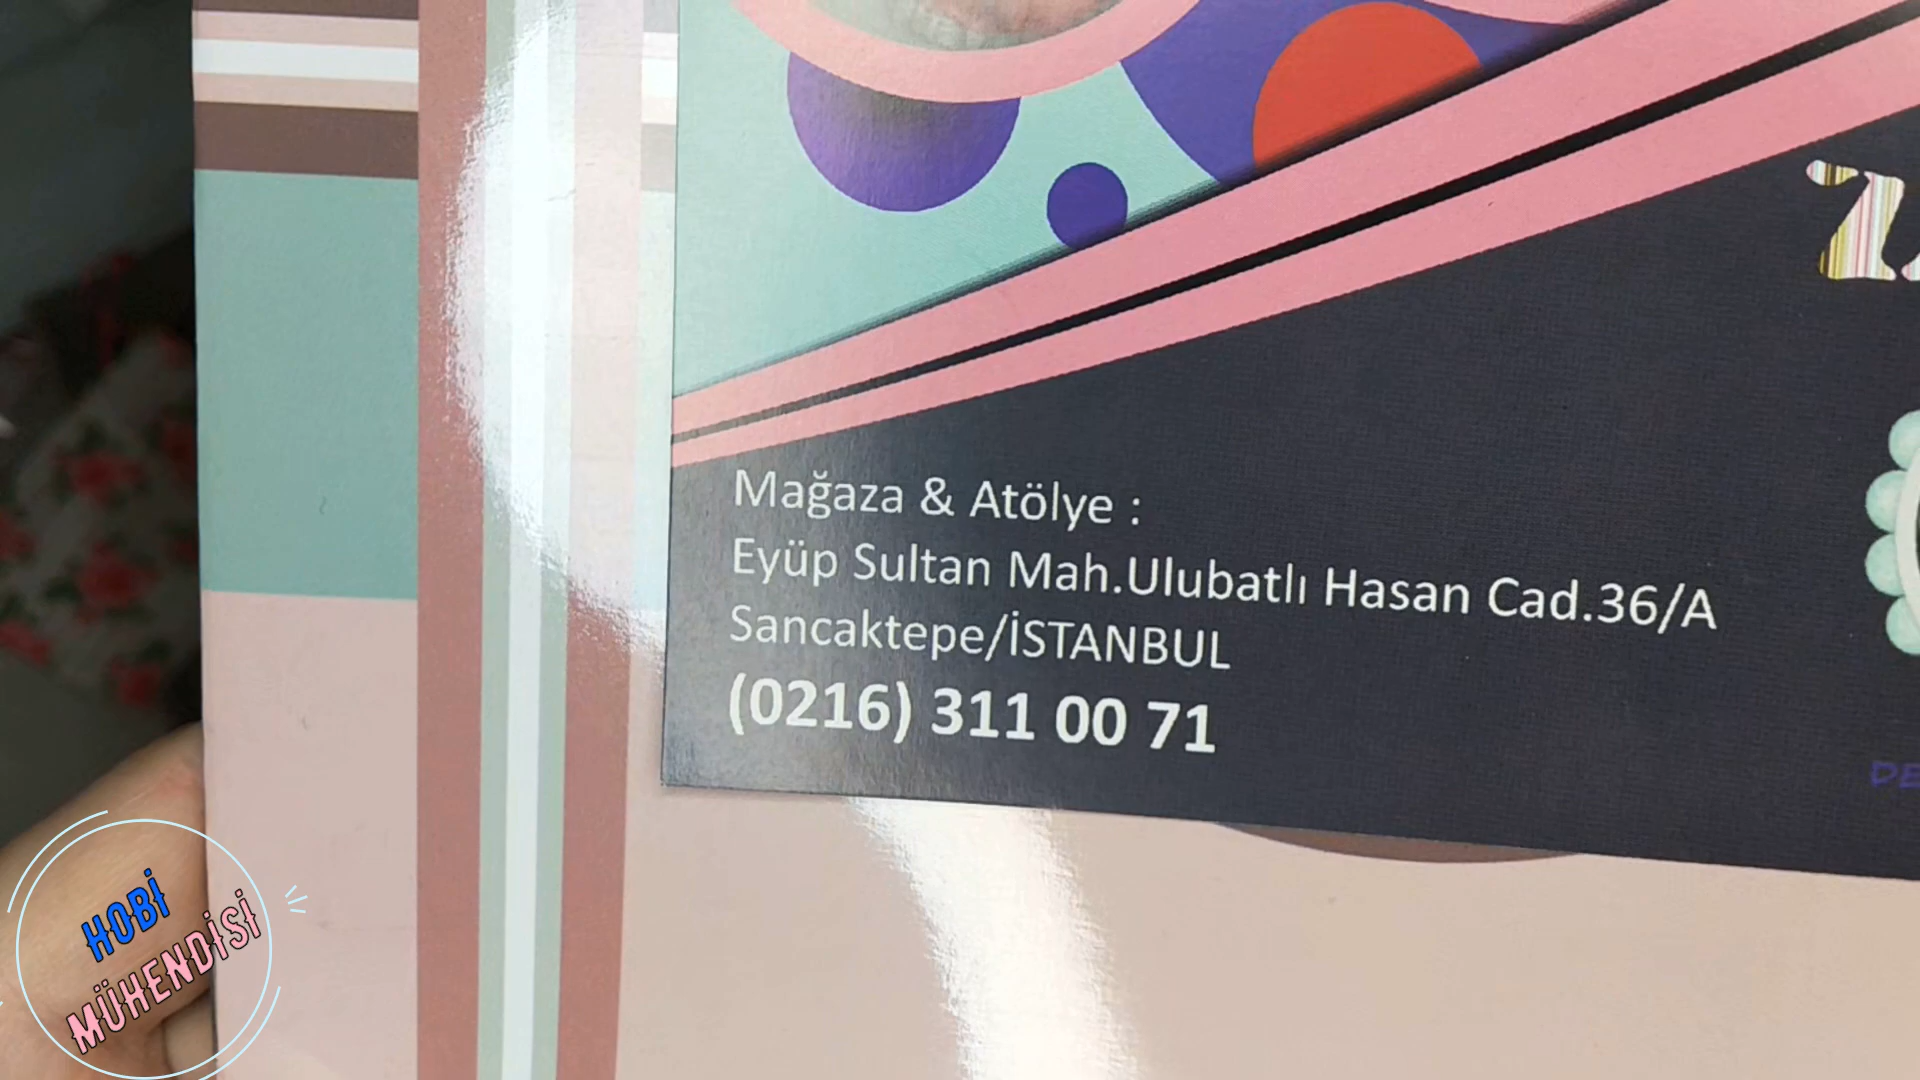 Mağaza & Atölye :
Eyüp Sultan Mah.Ulubatlı Hasan Cad.36/A
Sancaktepe/İSTANBUL
(0216) 311 00 71
HOBİ
MÜHENDİSİ